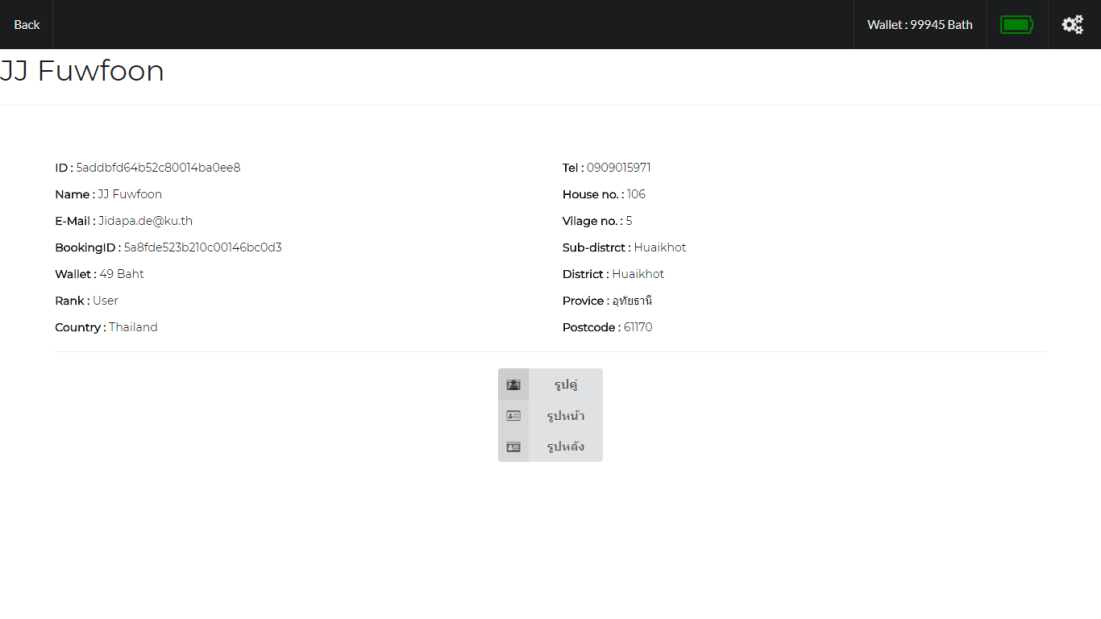 Back
Wallet : 99945 Bath
JJ Fuwfoon
ID : 5addbfd64b52c80014ba0ee8
Name : JJ Fuwfoon
E-Mail : Jidapa.de@ku.th
BookingID : 5a8fde523b210c00146bc0d3
Wallet : 49 Baht
Rank : User
Country : Thailand
Tel : 0909015971
House no. : 106
Vilage no. : 5
Sub-distrct : Huaikhot
District : Huaikhot
Provice : อุทัยธานี
Postcode : 61170
รูปคู่
รูปหน้า
รูปหลัง